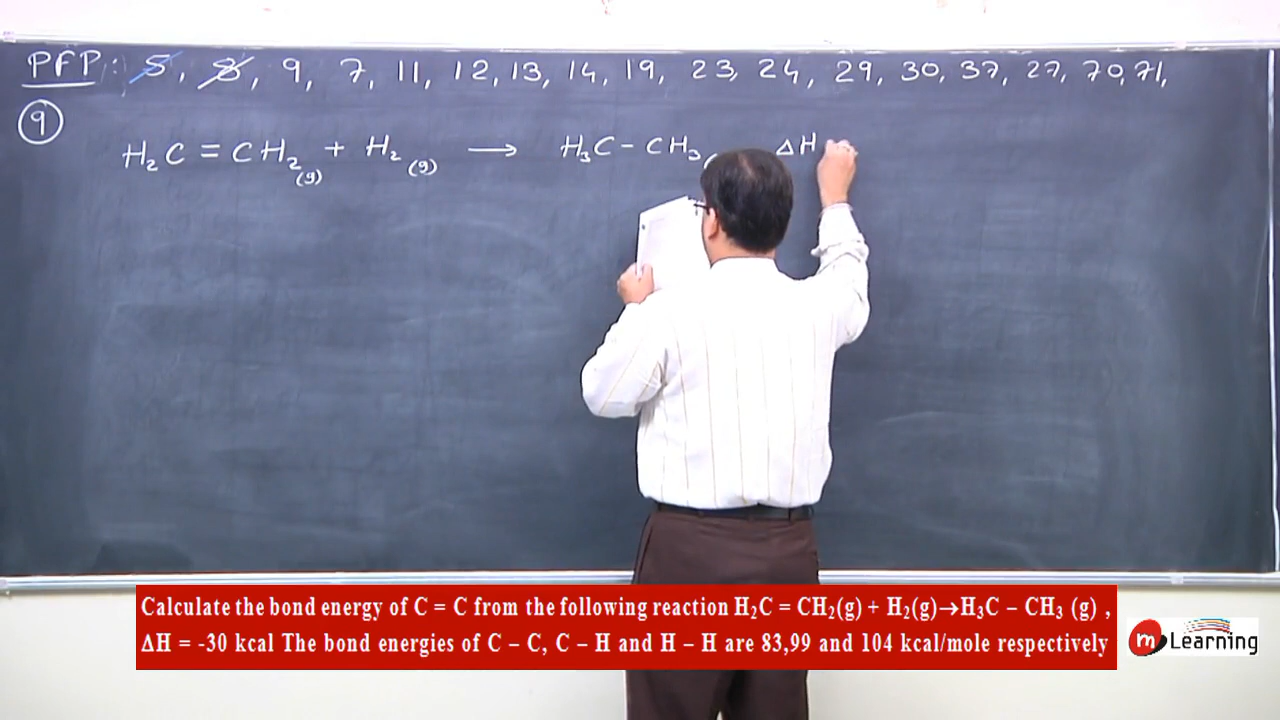 PFP : 5, 8, 9, 7, 11, 12, 13, 14, 19, 23, 24, 29, 30, 37, 27, 70, 71,
9
H₂C = CH₂(g) + H₂(g) → H₃C – CH₃ ΔH
Calculate the bond energy of C = C from the following reaction H₂C = CH₂(g) + H₂(g)→H₃C – CH₃ (g) ,
ΔH = -30 kcal The bond energies of C – C, C – H and H – H are 83,99 and 104 kcal/mole respectively
m Learning